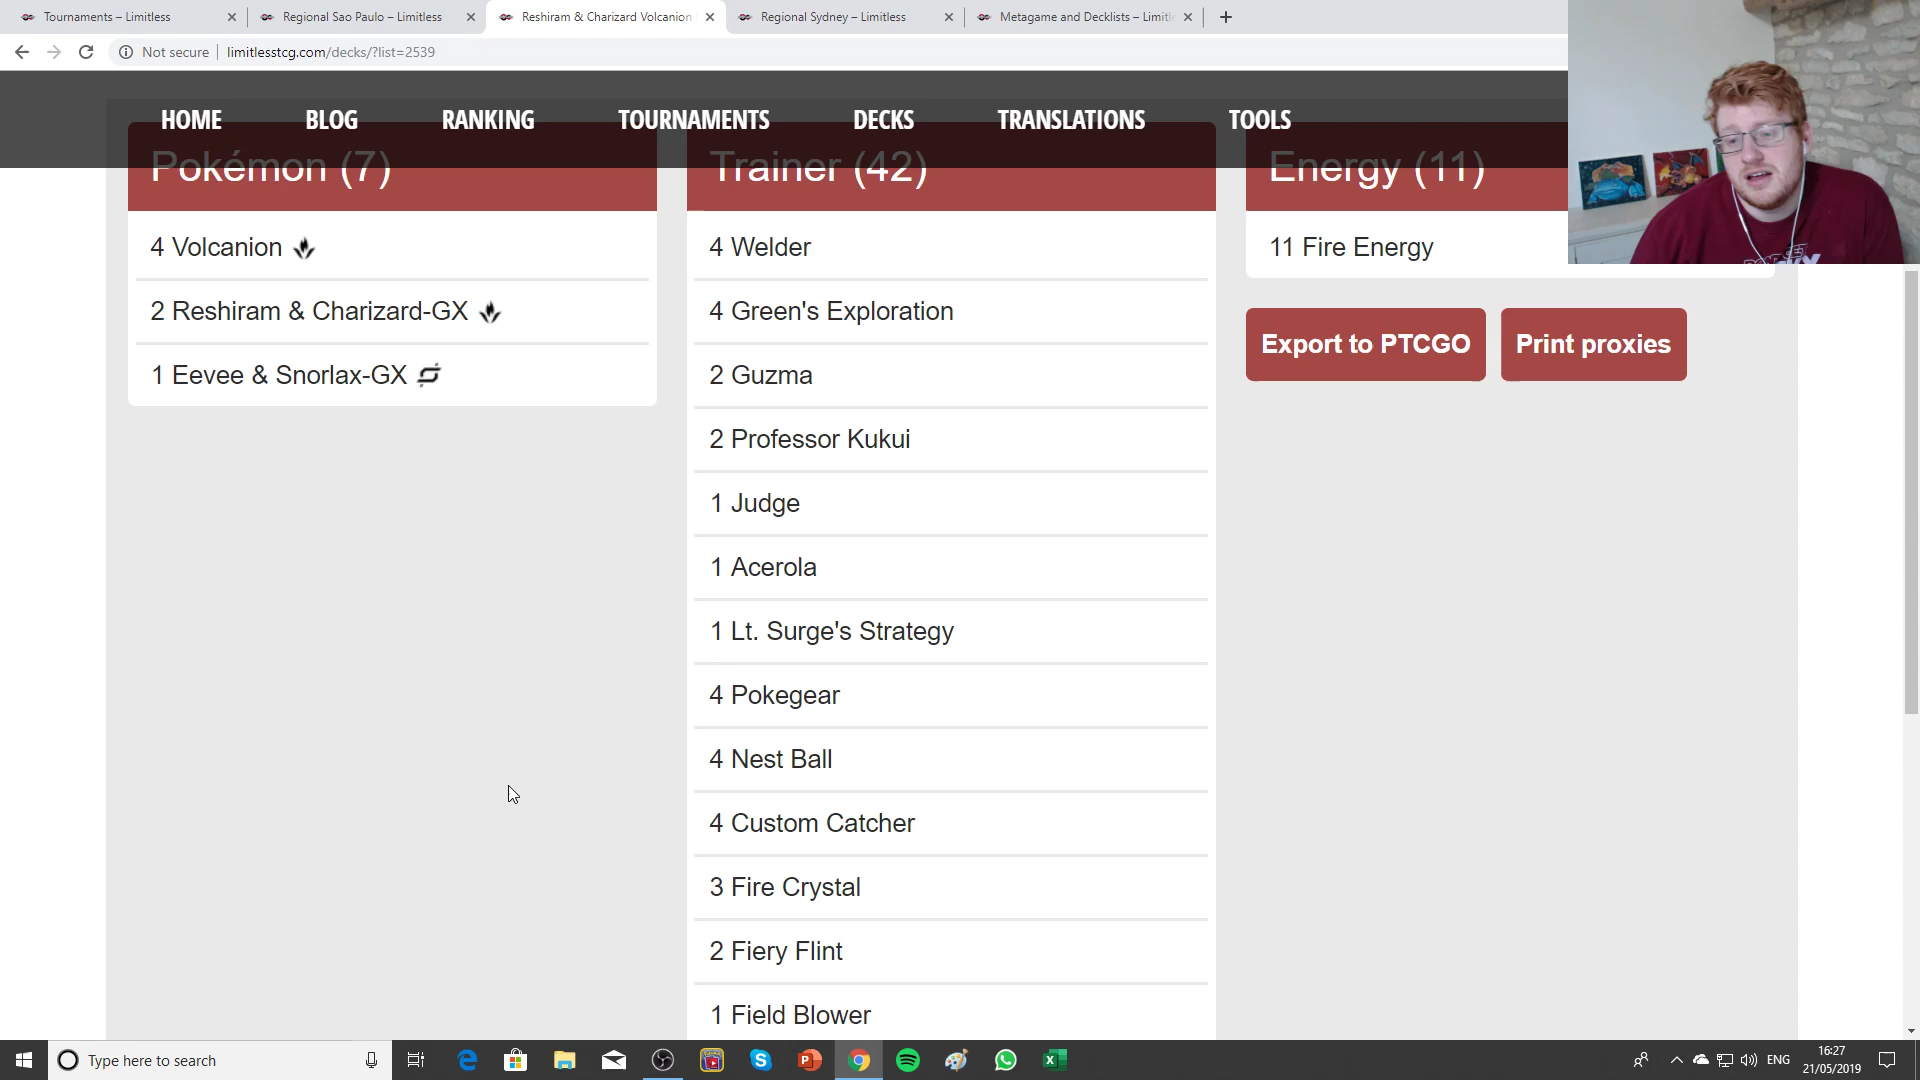 Tournaments – Limitless
Regional Sao Paulo – Limitless
Reshiram & Charizard Volcanion
Regional Sydney – Limitless
Metagame and Decklists – Limitl
Not secure
limitlesstcg.com/decks/?list=2539
HOME
BLOG
RANKING
TOURNAMENTS
DECKS
TRANSLATIONS
TOOLS
Pokémon (7)
4 Volcanion
2 Reshiram & Charizard-GX
1 Eevee & Snorlax-GX
Trainer (42)
4 Welder
4 Green's Exploration
2 Guzma
2 Professor Kukui
1 Judge
1 Acerola
1 Lt. Surge's Strategy
4 Pokegear
4 Nest Ball
4 Custom Catcher
3 Fire Crystal
2 Fiery Flint
1 Field Blower
Energy (11)
11 Fire Energy
Export to PTCGO
Print proxies
Type here to search
ENG
16:27
21/05/2019